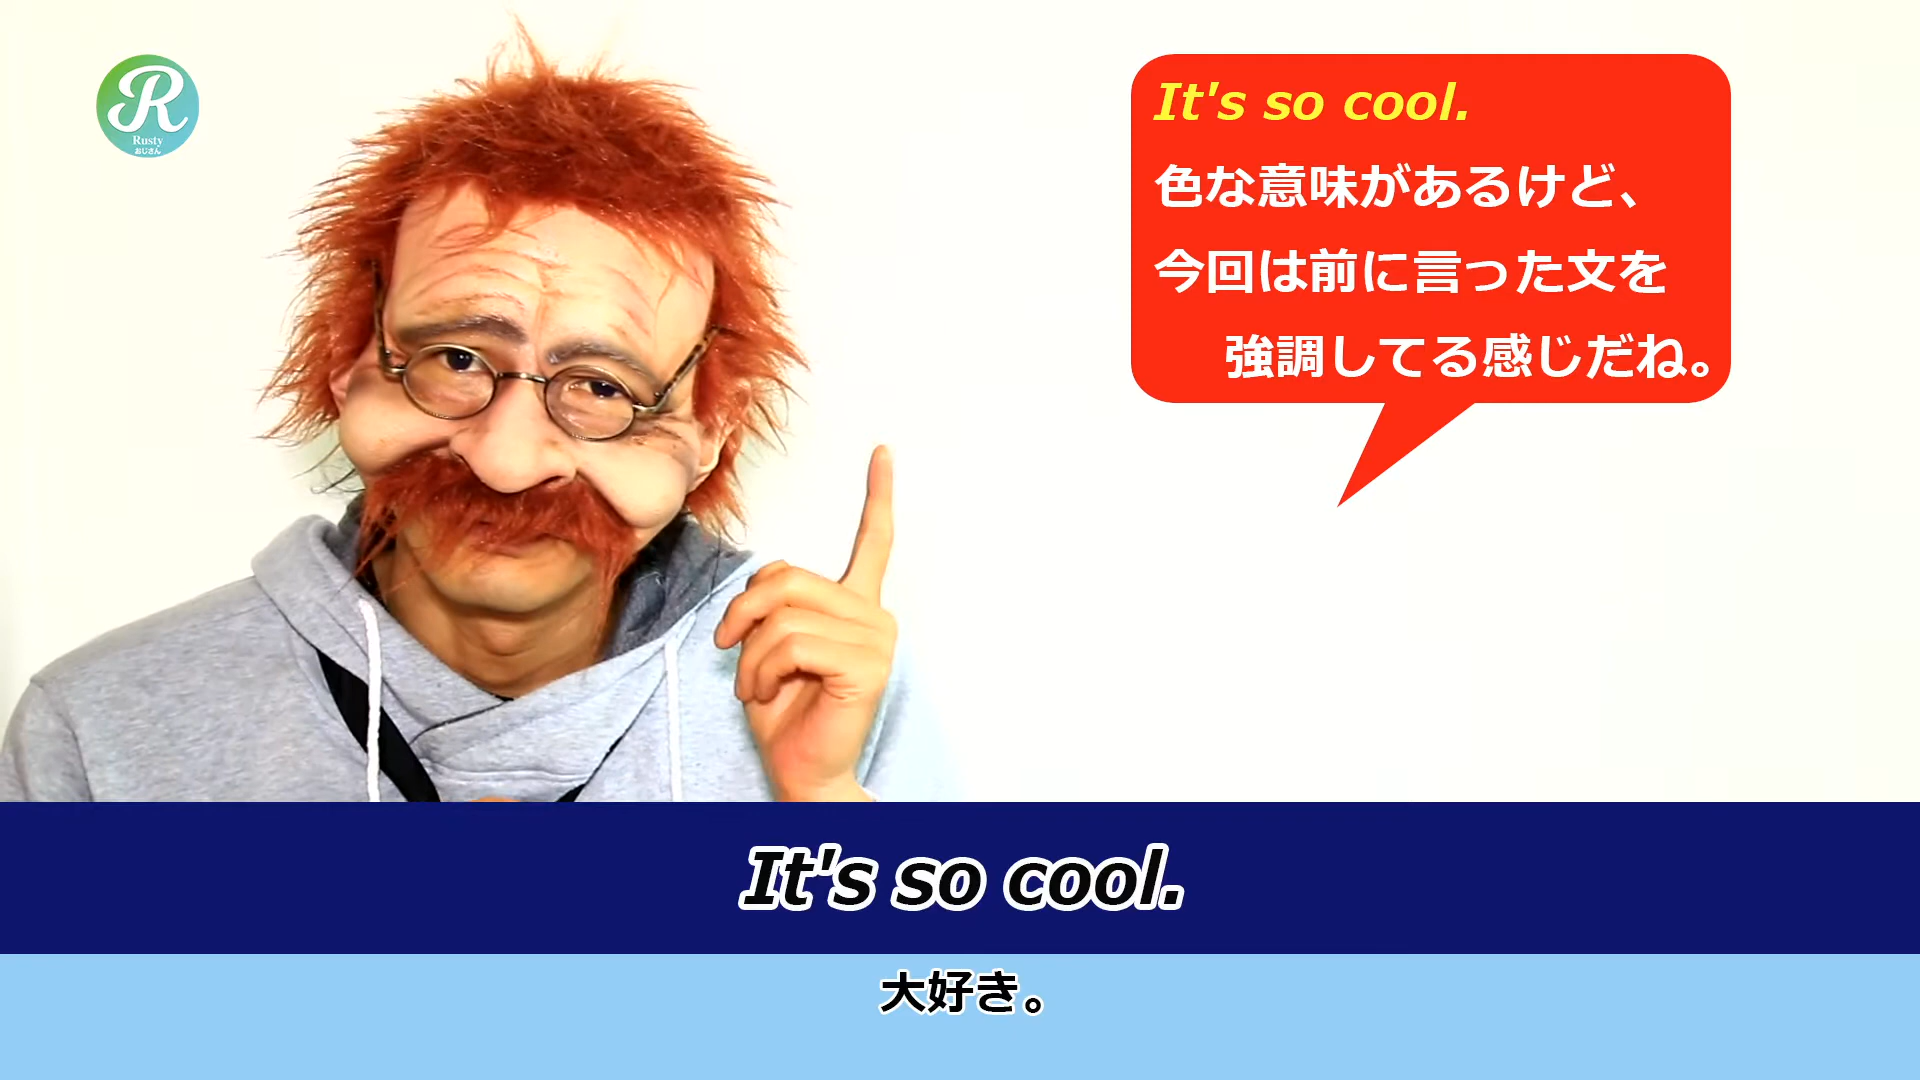 R
Rusty
おじさん
It's so cool.
色な意味があるけど、
今回は前に言った文を
強調してる感じだね。
It's so cool.
大好き。